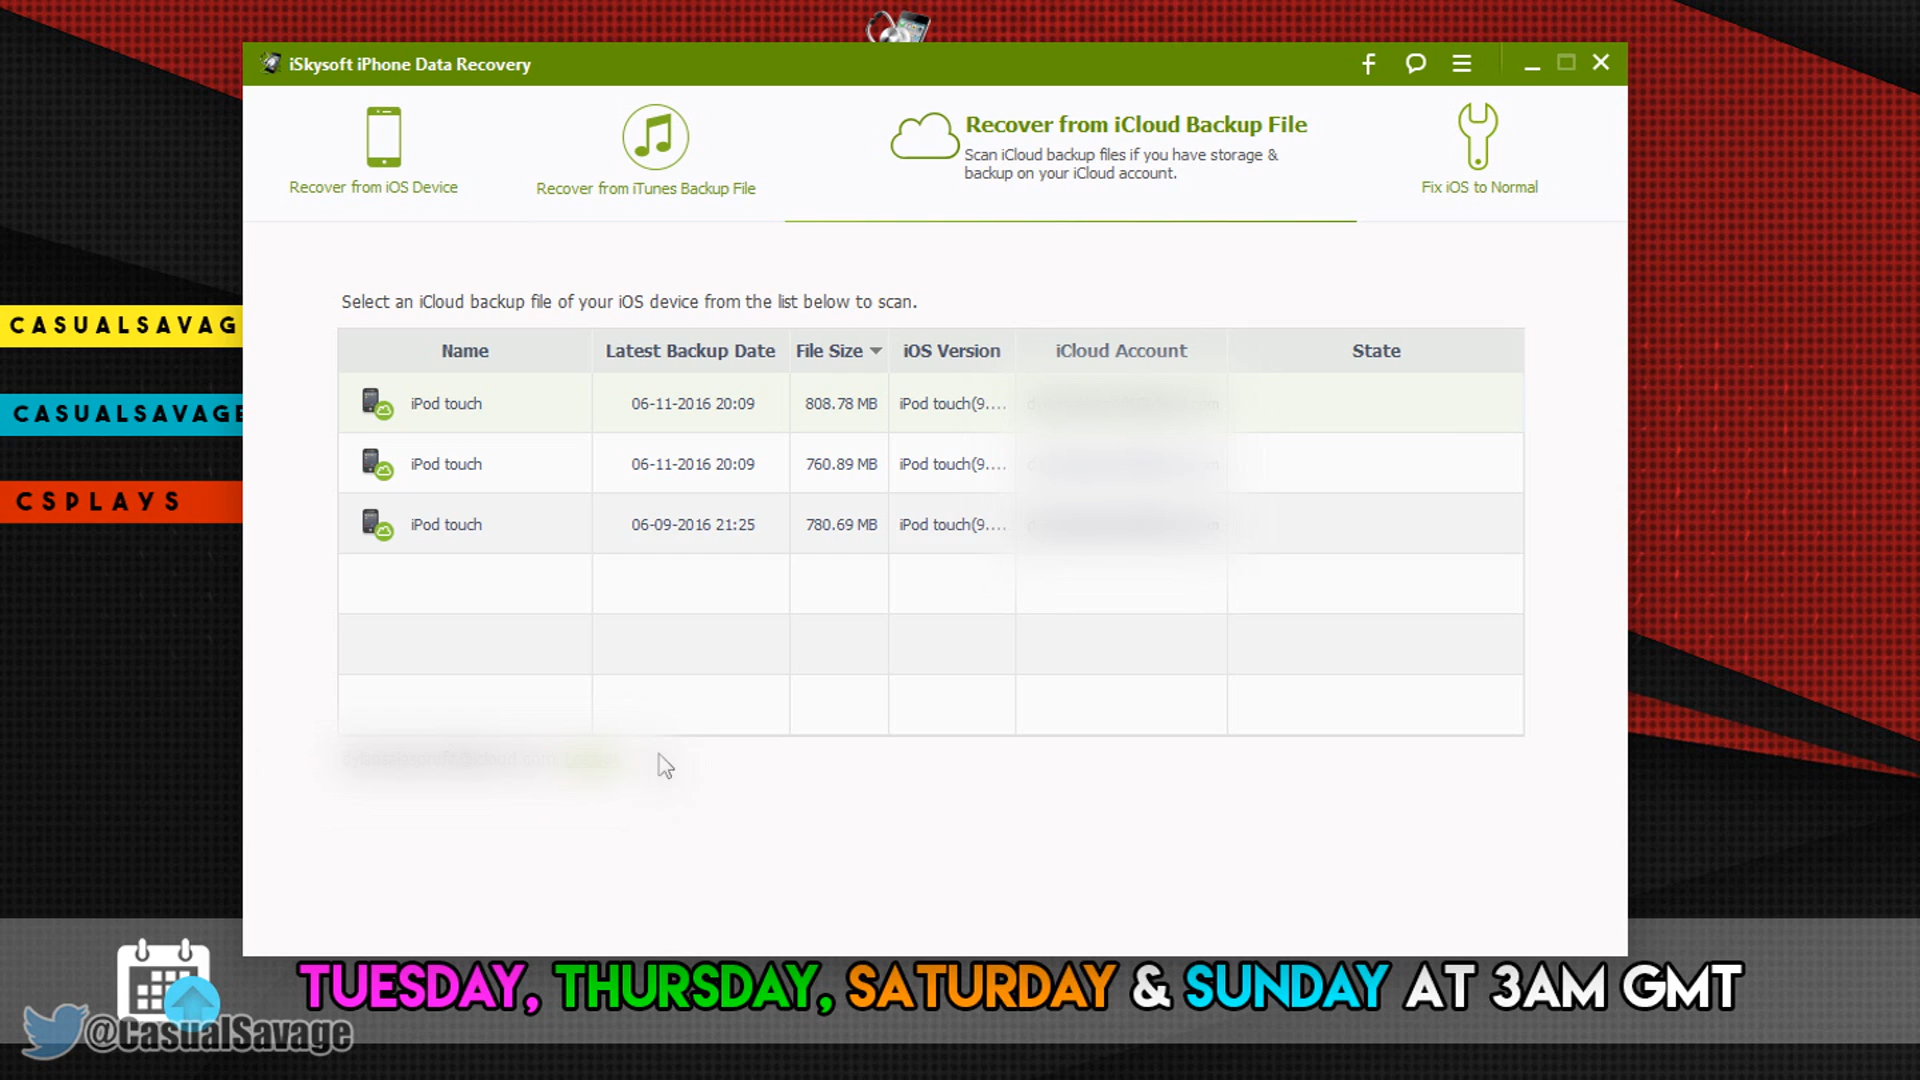 iSkysoft iPhone Data Recovery
Recover from iOS Device
Recover from iTunes Backup File
Recover from iCloud Backup File
Scan iCloud backup files if you have storage &
backup on your iCloud account.
Fix iOS to Normal
Select an iCloud backup file of your iOS device from the list below to scan.
Name Latest Backup Date File Size iOS Version iCloud Account State
iPod touch 06-11-2016 20:09 808.78 MB iPod touch(9....
iPod touch 06-11-2016 20:09 760.89 MB iPod touch(9....
iPod touch 06-09-2016 21:25 780.69 MB iPod touch(9....
CASUALSAVAG
CASUALSAVAGE
CSPLAYS
TUESDAY, THURSDAY, SATURDAY & SUNDAY AT 3AM GMT
@CasualSavage